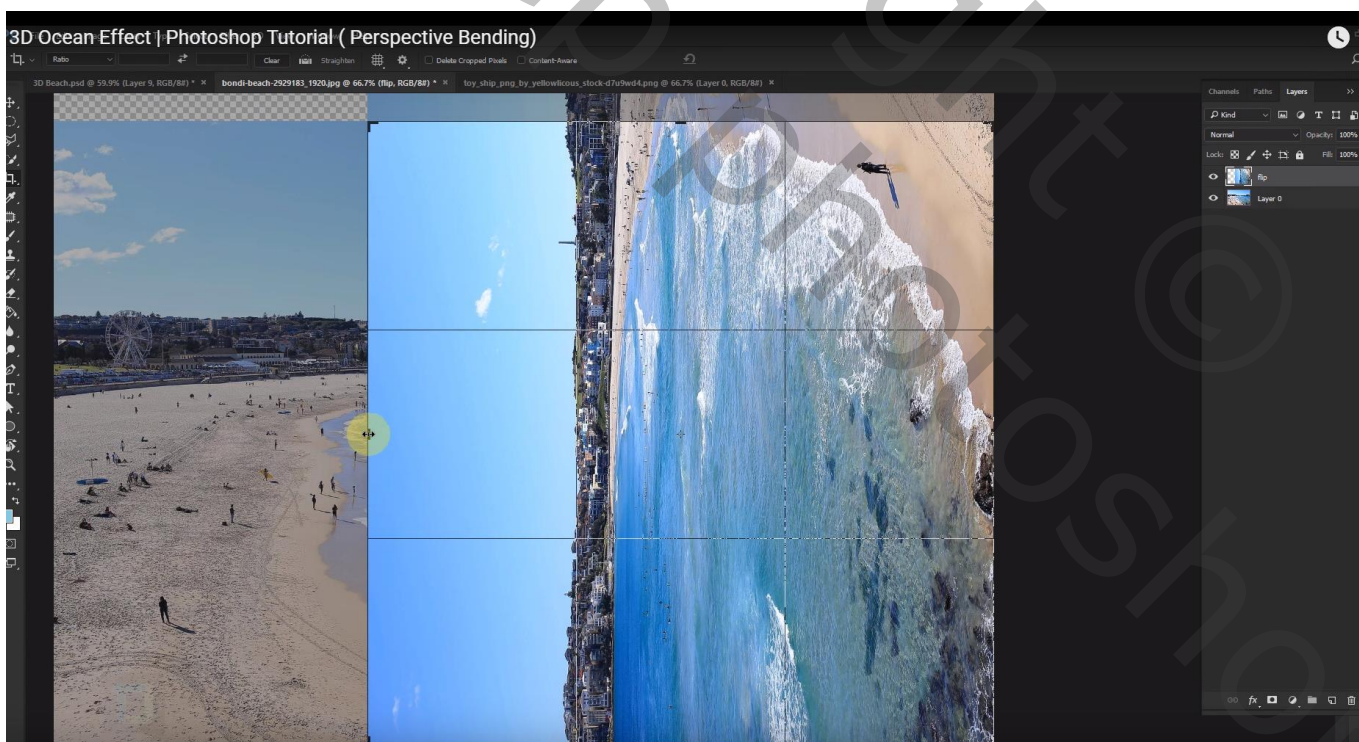 3D Ocean Effect | Photoshop Tutorial ( Perspective Bending)
Ratio Clear Straighten Delete Cropped Pixels Content-Aware
3D Beach.psd @ 59.9% (Layer 9, RGB/8#) * × bondi-beach-2929183_1920.jpg @ 66.7% (flip, RGB/8#) * × toy_ship_png_by_yellowlicous_stock-d7u9wd4.png @ 66.7% (Layer 0, RGB/8#) ×
Channels Paths Layers >>
Kind
Normal Opacity: 100%
Lock: Fill: 100%
flip
Layer 0
fx